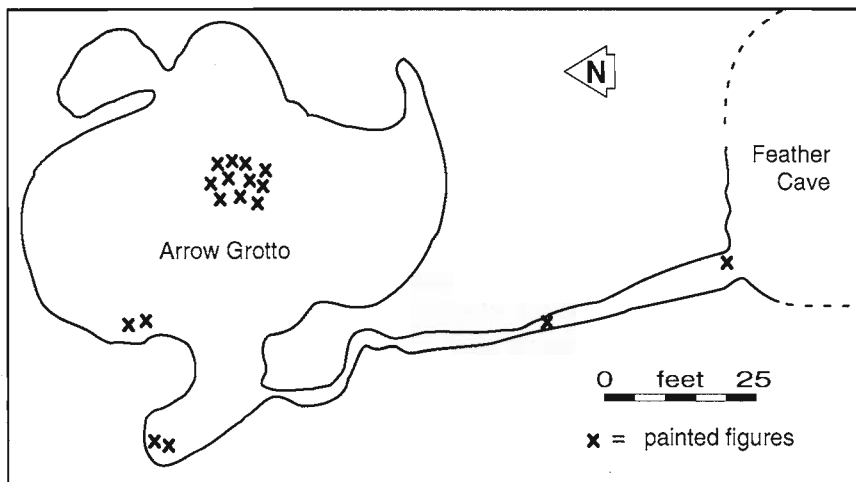 N
Feather
Cave
Arrow Grotto
0 feet 25
x = painted figures